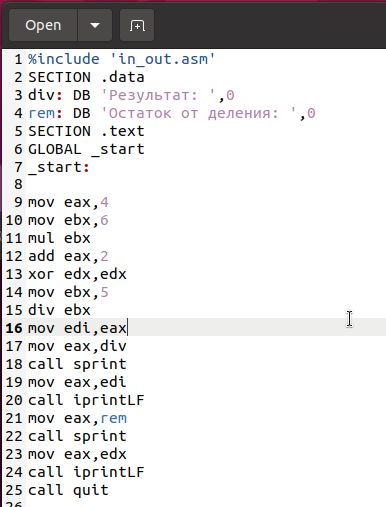 Open
1 %include 'in_out.asm'
2 SECTION .data
3 div: DB 'Результат: ',0
4 rem: DB 'Остаток от деления: ',0
5 SECTION .text
6 GLOBAL _start
7 _start:
8
9 mov eax,4
10 mov ebx,6
11 mul ebx
12 add eax,2
13 xor edx,edx
14 mov ebx,5
15 div ebx
16 mov edi,eax
17 mov eax,div
18 call sprint
19 mov eax,edi
20 call iprintLF
21 mov eax,rem
22 call sprint
23 mov eax,edx
24 call iprintLF
25 call quit
26